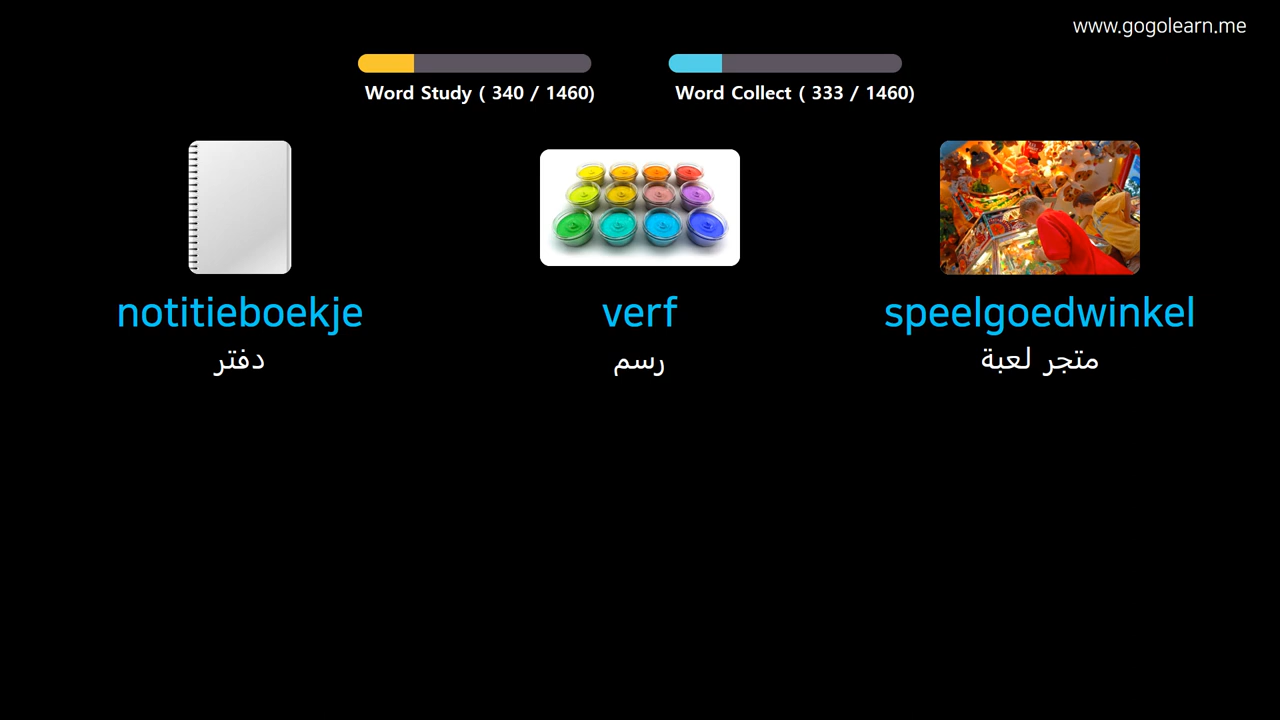 www.gogolearn.me
Word Study ( 340 / 1460)
Word Collect ( 333 / 1460)
notitieboekje
دفتر
verf
رسم
speelgoedwinkel
متجر لعبة